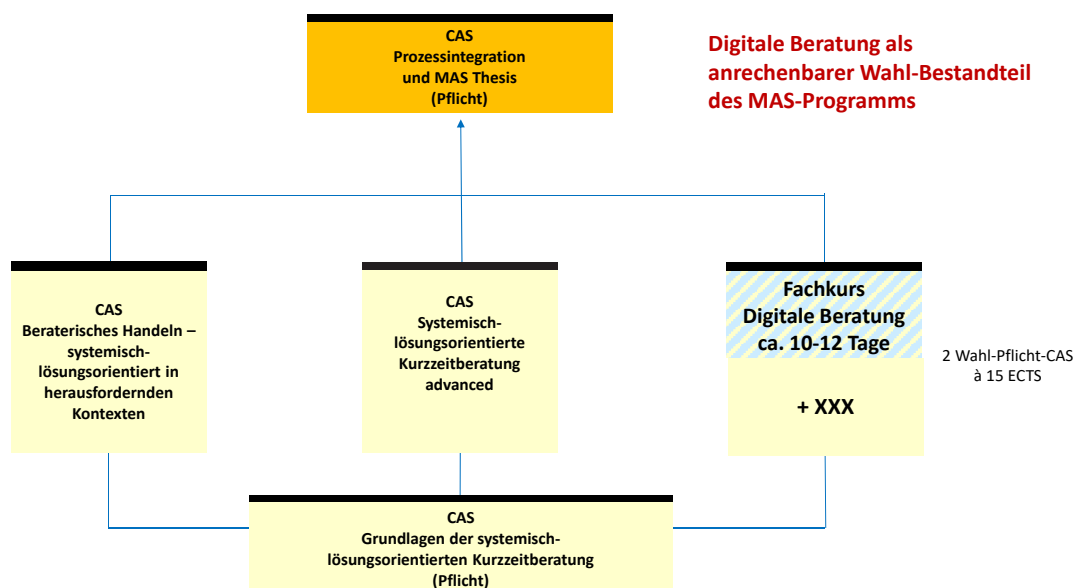 CAS
Prozessintegration
und MAS Thesis
(Pflicht)
Digitale Beratung als
anrechenbarer Wahl-Bestandteil
des MAS-Programms
CAS
Beraterisches Handeln –
systemisch-
lösungsorientiert in
herausfordernden
Kontexten
CAS
Systemisch-
lösungsorientierte
Kurzzeitberatung
advanced
Fachkurs
Digitale Beratung
ca. 10-12 Tage
+ XXX
2 Wahl-Pflicht-CAS
à 15 ECTS
CAS
Grundlagen der systemisch-
lösungsorientierten Kurzzeitberatung
(Pflicht)